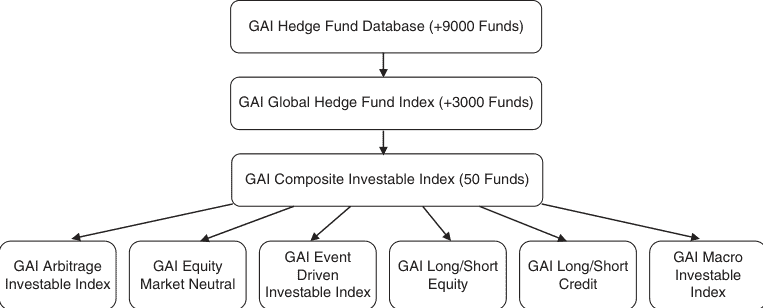 GAI Hedge Fund Database (+9000 Funds)
GAI Global Hedge Fund Index (+3000 Funds)
GAI Composite Investable Index (50 Funds)
GAI Arbitrage
Investable Index
GAI Equity
Market Neutral
GAI Event
Driven
Investable Index
GAI Long/Short
Equity
GAI Long/Short
Credit
GAI Macro
Investable
Index